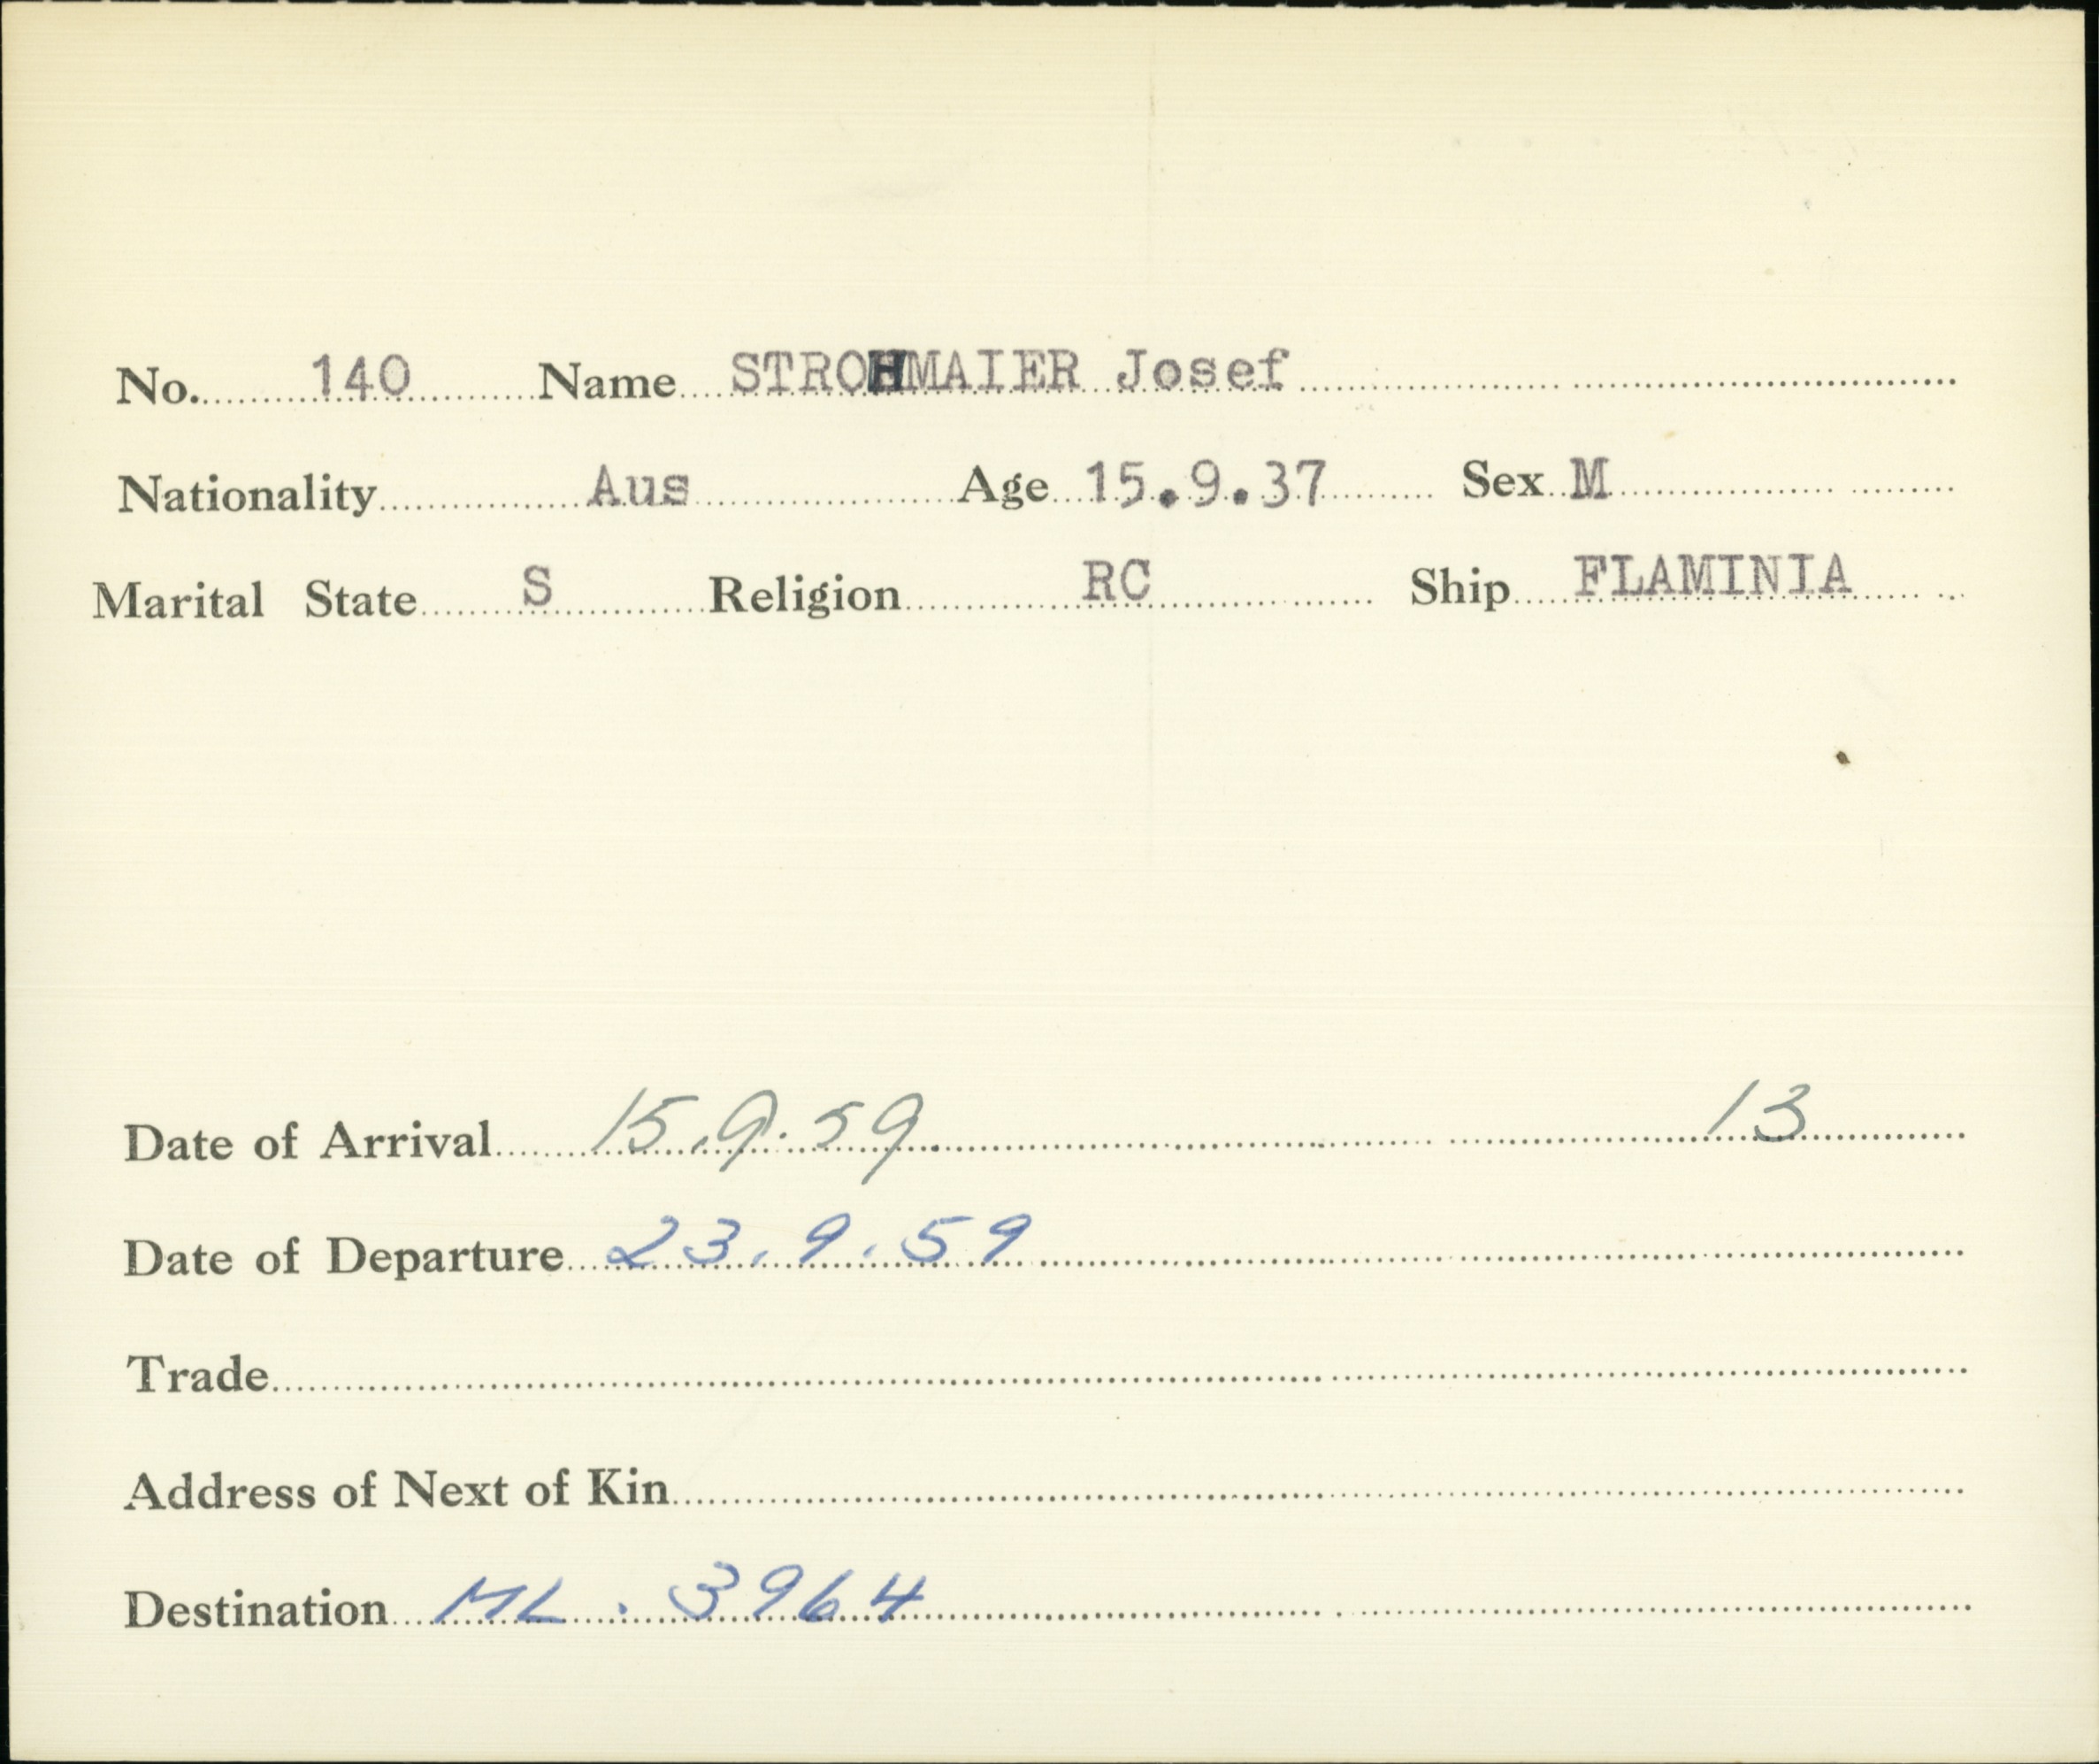 No. 140 Name STROHMAIER Josef
Nationality Aus Age 15.9.37 Sex M
Marital State S Religion RC Ship FLAMINIA
Date of Arrival 15.9.59 13
Date of Departure 23.9.59
Trade
Address of Next of Kin
Destination ML. 3964